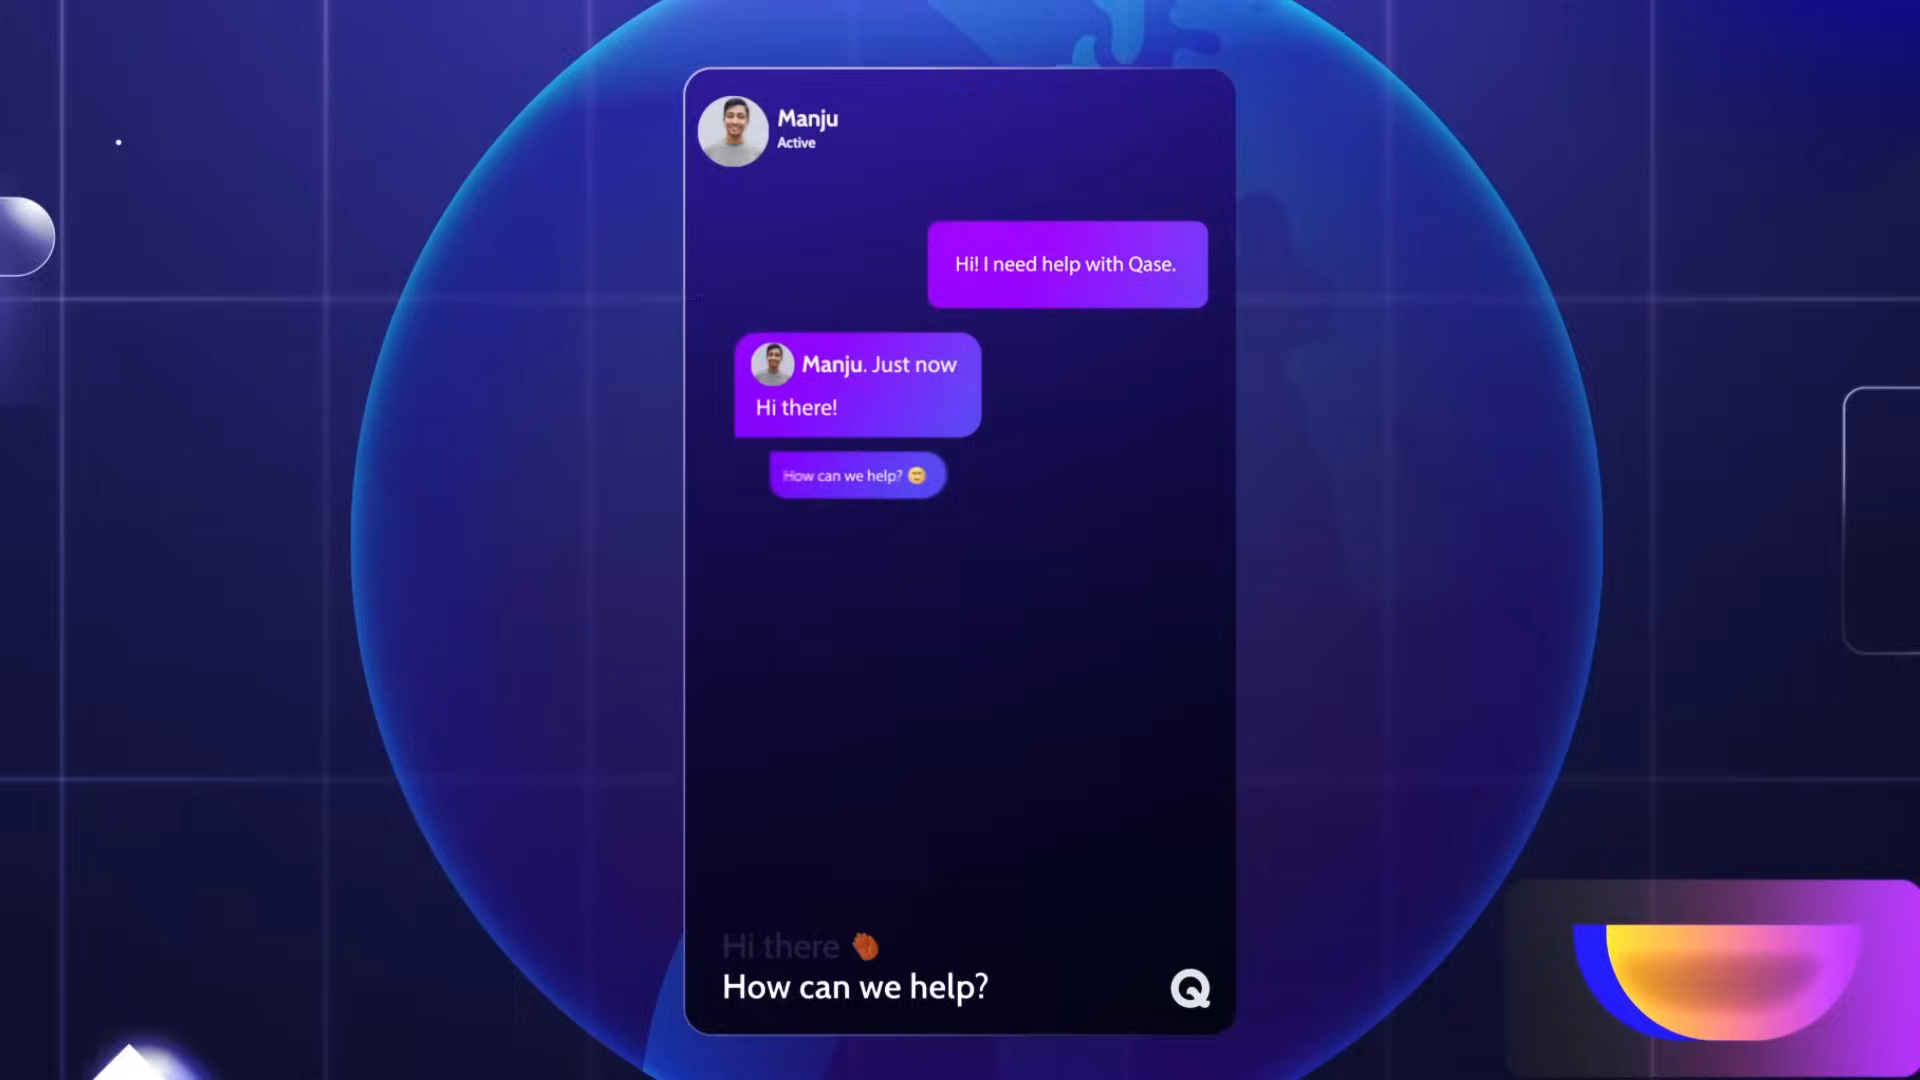 Manju
Active
Hi! I need help with Qase.
Manju. Just now
Hi there!
How can we help? 😊
Hi there 👋
How can we help?
Q